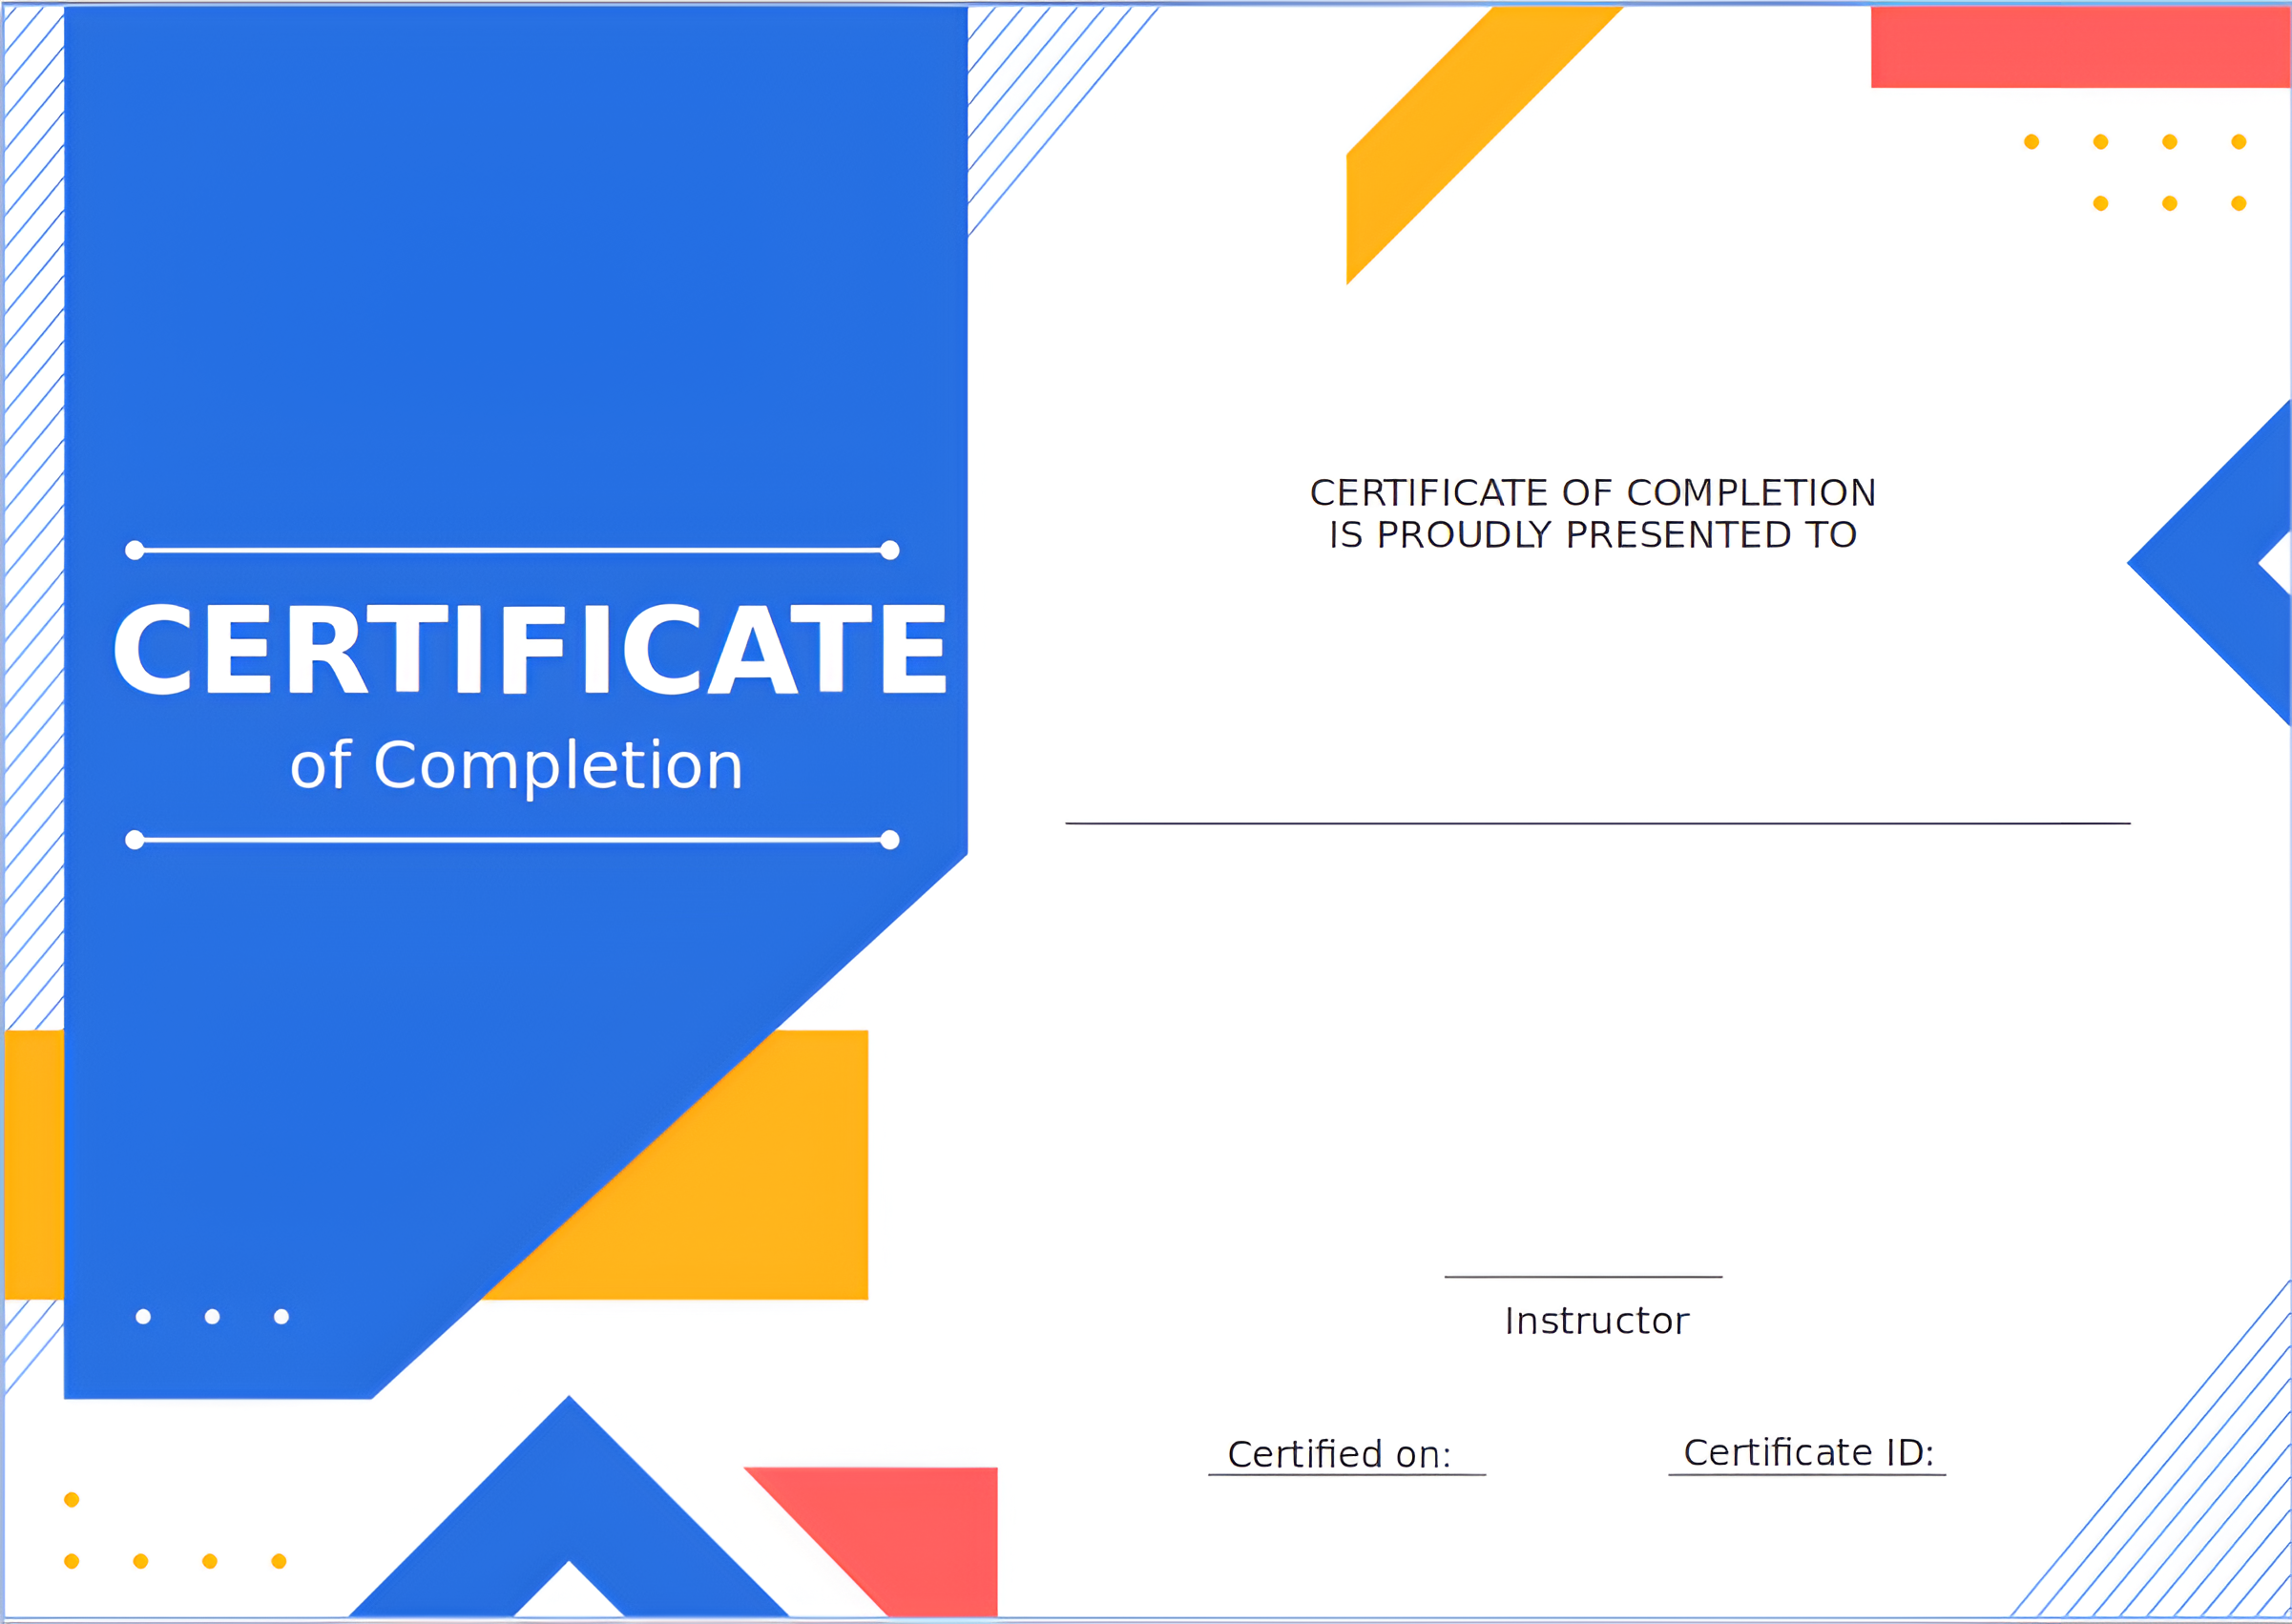 CERTIFICATE
of Completion
CERTIFICATE OF COMPLETION
IS PROUDLY PRESENTED TO
Instructor
Certified on:
Certificate ID: